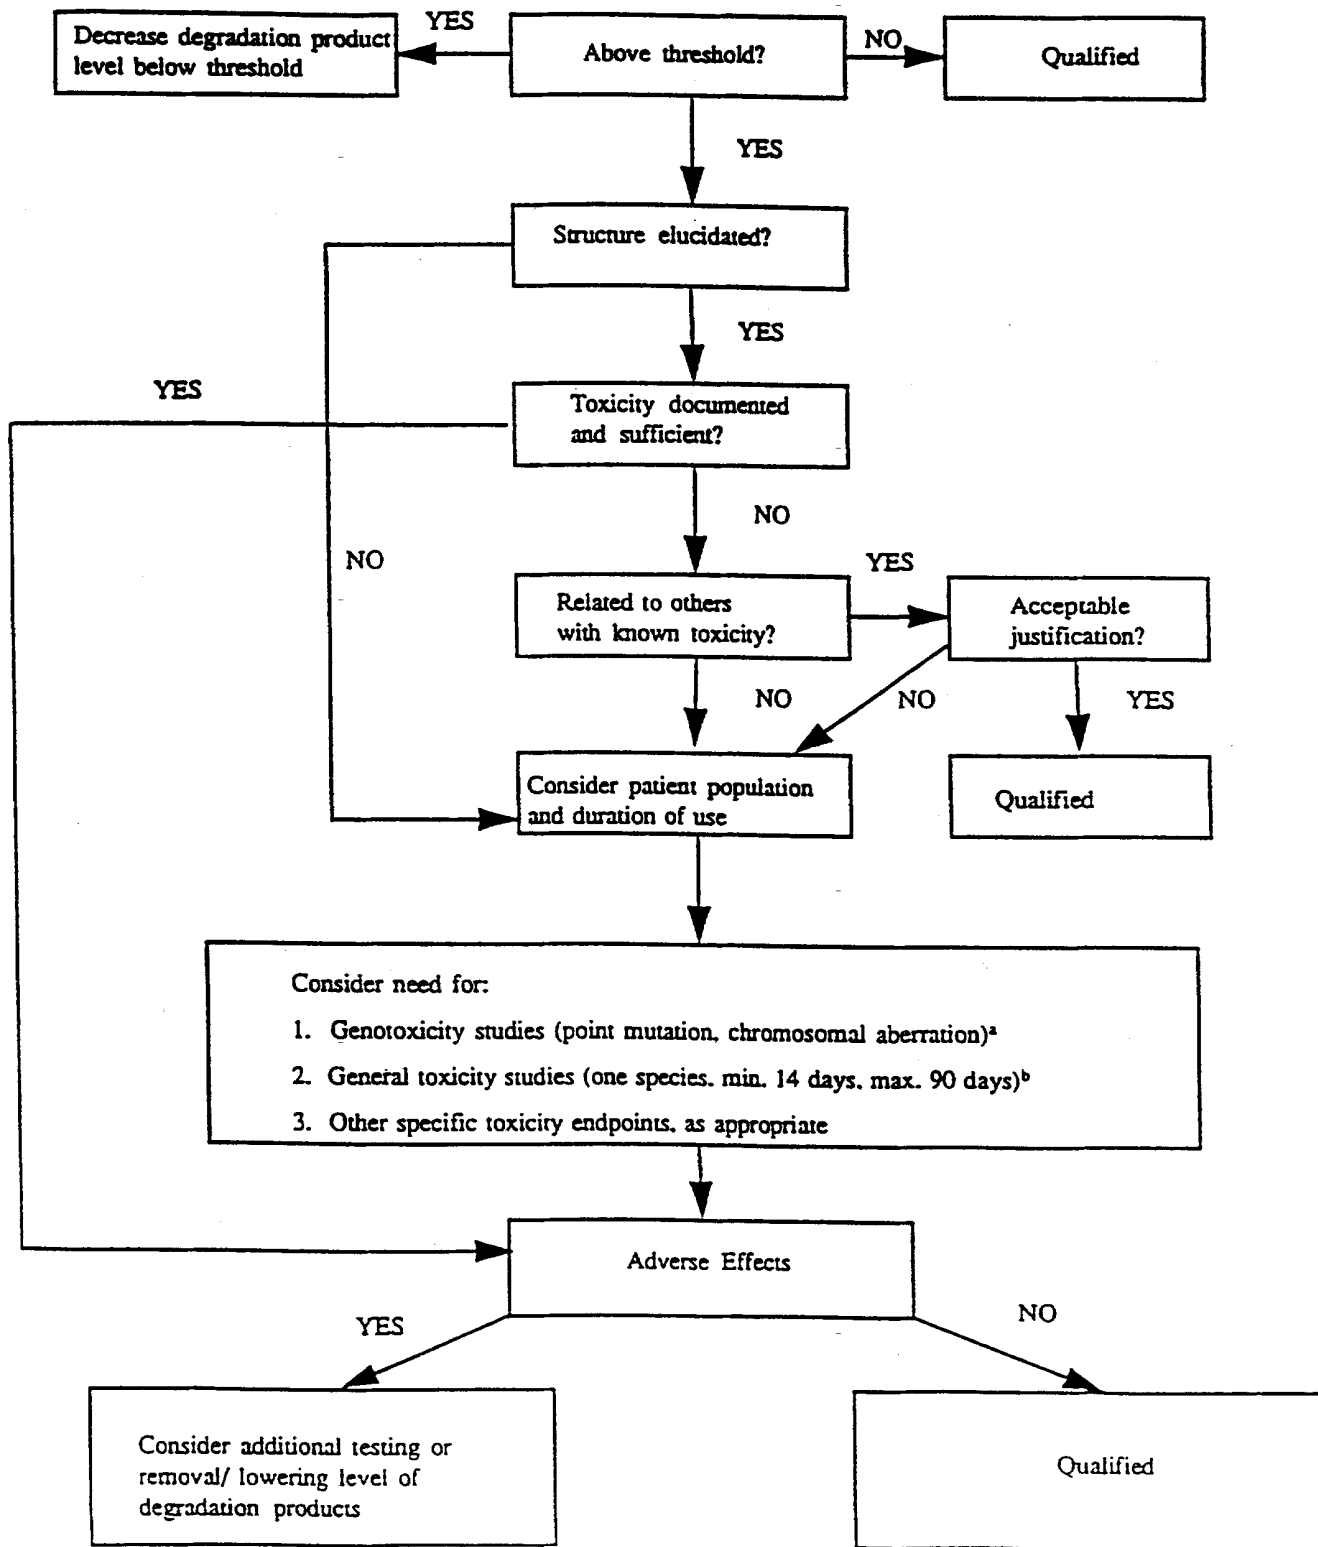 YES
NO
Decrease degradation product
level below threshold
Above threshold?
Qualified
YES
Structure elucidated?
YES
YES
Toxicity documented
and sufficient?
NO
NO
YES
Related to others
with known toxicity?
Acceptable
justification?
NO
NO
YES
Consider patient population
and duration of use
Qualified
Consider need for:
1. Genotoxicity studies (point mutation, chromosomal aberration)ᵃ
2. General toxicity studies (one species, min. 14 days, max. 90 days)ᵇ
3. Other specific toxicity endpoints, as appropriate
Adverse Effects
YES
NO
Consider additional testing or
removal/ lowering level of
degradation products
Qualified